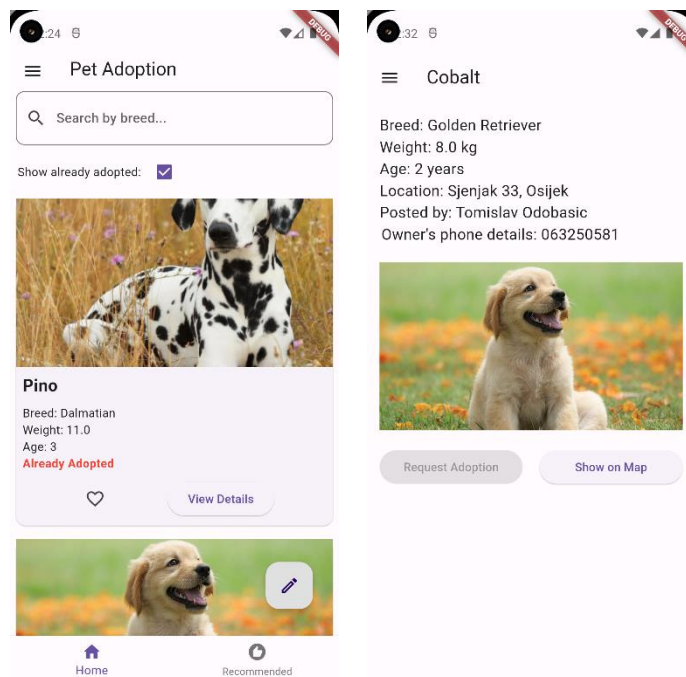 :24
DEBUG
Pet Adoption
Search by breed...
Show already adopted:
Pino
Breed: Dalmatian
Weight: 11.0
Age: 3
Already Adopted
View Details
Home
Recommended
:32
DEBUG
Cobalt
Breed: Golden Retriever
Weight: 8.0 kg
Age: 2 years
Location: Sjenjak 33, Osijek
Posted by: Tomislav Odobasic
Owner's phone details: 063250581
Request Adoption
Show on Map